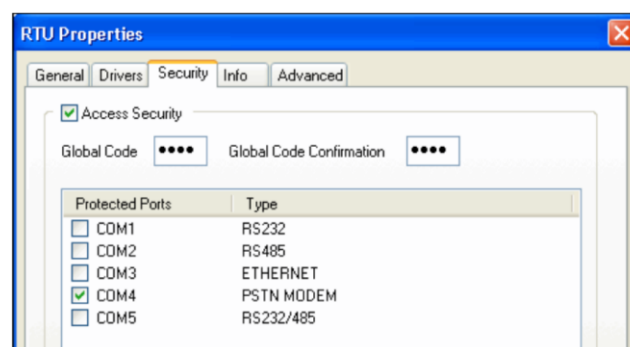 RTU Properties
General Drivers Security Info Advanced
Access Security
Global Code •••• Global Code Confirmation ••••
Protected Ports Type
COM1 RS232
COM2 RS485
COM3 ETHERNET
COM4 PSTN MODEM
COM5 RS232/485